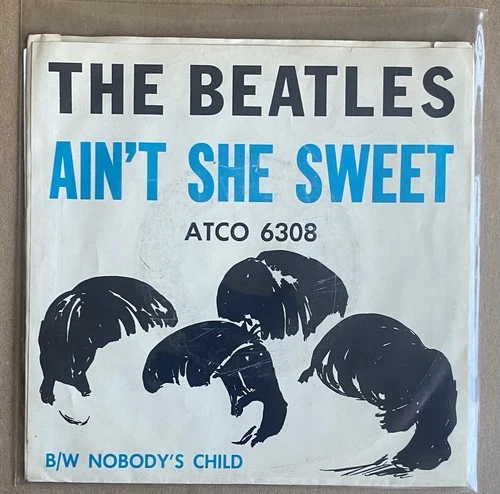 THE BEATLES
AIN'T SHE SWEET
ATCO 6308
B/W NOBODY'S CHILD